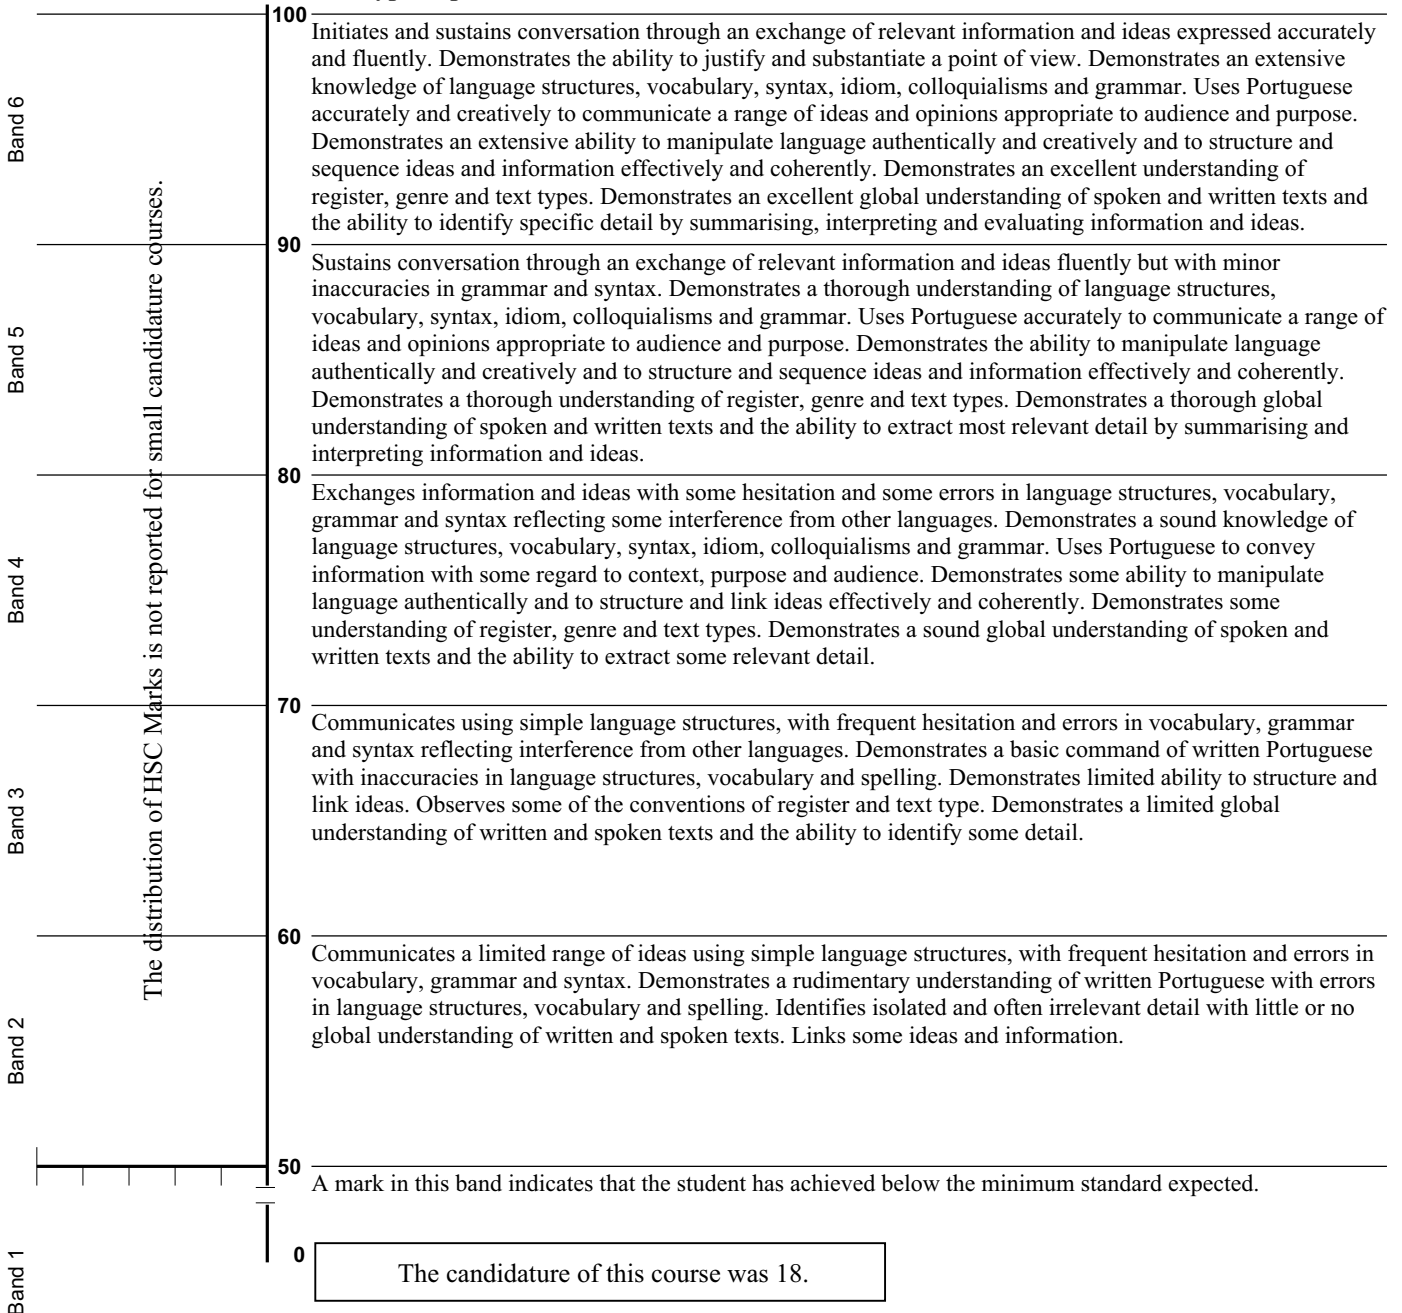 100
Initiates and sustains conversation through an exchange of relevant information and ideas expressed accurately
and fluently. Demonstrates the ability to justify and substantiate a point of view. Demonstrates an extensive
knowledge of language structures, vocabulary, syntax, idiom, colloquialisms and grammar. Uses Portuguese
accurately and creatively to communicate a range of ideas and opinions appropriate to audience and purpose.
Demonstrates an extensive ability to manipulate language authentically and creatively and to structure and
sequence ideas and information effectively and coherently. Demonstrates an excellent understanding of
register, genre and text types. Demonstrates an excellent global understanding of spoken and written texts and
the ability to identify specific detail by summarising, interpreting and evaluating information and ideas.
Band 6
90
Sustains conversation through an exchange of relevant information and ideas fluently but with minor
inaccuracies in grammar and syntax. Demonstrates a thorough understanding of language structures,
vocabulary, syntax, idiom, colloquialisms and grammar. Uses Portuguese accurately to communicate a range of
ideas and opinions appropriate to audience and purpose. Demonstrates the ability to manipulate language
authentically and creatively and to structure and sequence ideas and information effectively and coherently.
Demonstrates a thorough understanding of register, genre and text types. Demonstrates a thorough global
understanding of spoken and written texts and the ability to extract most relevant detail by summarising and
interpreting information and ideas.
Band 5
80
Exchanges information and ideas with some hesitation and some errors in language structures, vocabulary,
grammar and syntax reflecting some interference from other languages. Demonstrates a sound knowledge of
language structures, vocabulary, syntax, idiom, colloquialisms and grammar. Uses Portuguese to convey
information with some regard to context, purpose and audience. Demonstrates some ability to manipulate
language authentically and to structure and link ideas effectively and coherently. Demonstrates some
understanding of register, genre and text types. Demonstrates a sound global understanding of spoken and
written texts and the ability to extract some relevant detail.
Band 4
The distribution of HSC Marks is not reported for small candidature courses.
70
Communicates using simple language structures, with frequent hesitation and errors in vocabulary, grammar
and syntax reflecting interference from other languages. Demonstrates a basic command of written Portuguese
with inaccuracies in language structures, vocabulary and spelling. Demonstrates limited ability to structure and
link ideas. Observes some of the conventions of register and text type. Demonstrates a limited global
understanding of written and spoken texts and the ability to identify some detail.
Band 3
60
Communicates a limited range of ideas using simple language structures, with frequent hesitation and errors in
vocabulary, grammar and syntax. Demonstrates a rudimentary understanding of written Portuguese with errors
in language structures, vocabulary and spelling. Identifies isolated and often irrelevant detail with little or no
global understanding of written and spoken texts. Links some ideas and information.
Band 2
50
A mark in this band indicates that the student has achieved below the minimum standard expected.
0
Band 1
The candidature of this course was 18.